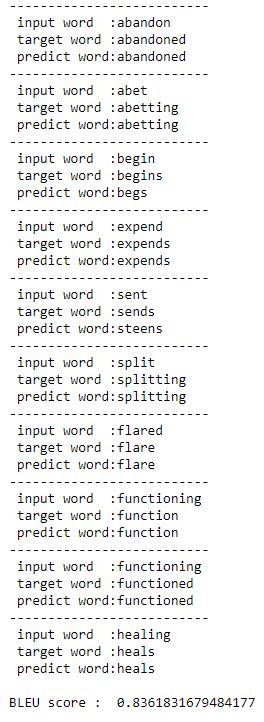 -------------------------
input word  :abandon
target word :abandoned
predict word:abandoned
-------------------------
input word  :abet
target word :abetting
predict word:abetting
-------------------------
input word  :begin
target word :begins
predict word:begs
-------------------------
input word  :expend
target word :expends
predict word:expends
-------------------------
input word  :sent
target word :sends
predict word:steens
-------------------------
input word  :split
target word :splitting
predict word:splitting
-------------------------
input word  :flared
target word :flare
predict word:flare
-------------------------
input word  :functioning
target word :function
predict word:function
-------------------------
input word  :functioning
target word :functioned
predict word:functioned
-------------------------
input word  :healing
target word :heals
predict word:heals
BLEU score :  0.8361831679484177